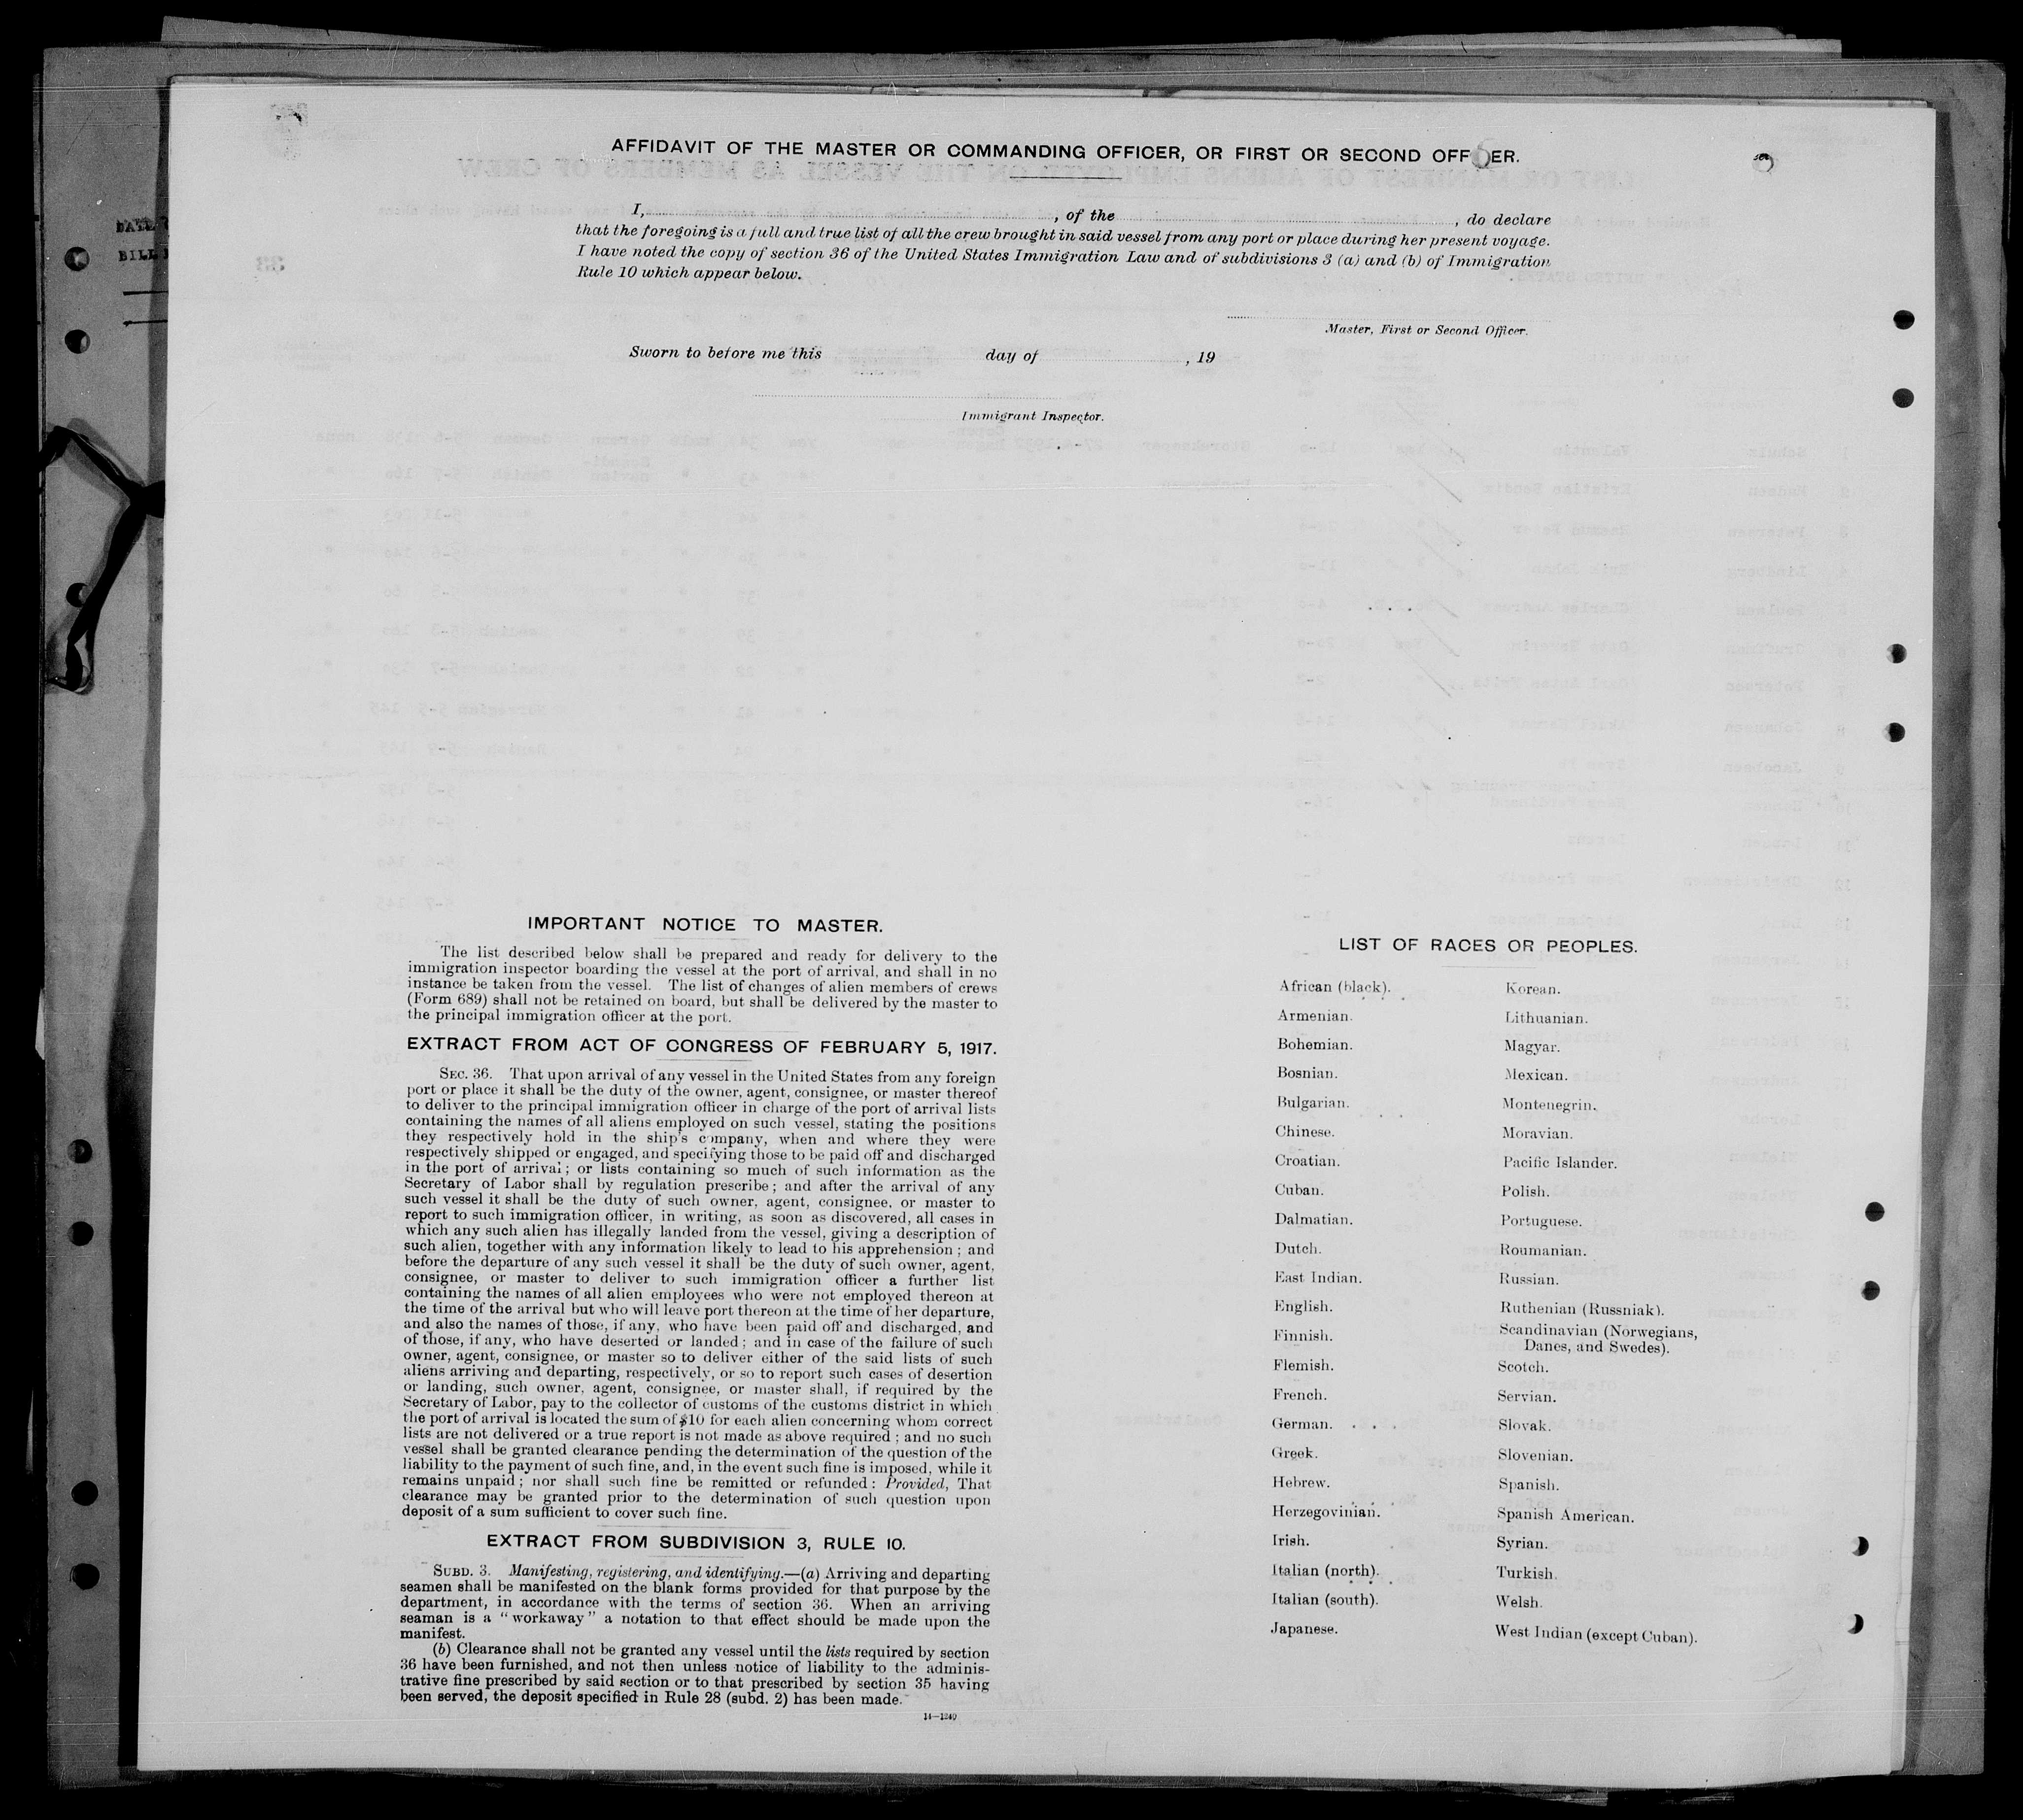 AFFIDAVIT OF THE MASTER OR COMMANDING OFFICER, OR FIRST OR SECOND OFF ER.
I, , of the , do declare
that the foregoing is a full and true list of all the crew brought in said vessel from any port or place during her present voyage.
I have noted the copy of section 36 of the United States Immigration Law and of subdivisions 3 (a) and (b) of Immigration
Rule 10 which appear below.
Master, First or Second Officer.
Sworn to before me this day of , 19
Immigrant Inspector.
IMPORTANT NOTICE TO MASTER.
The list described below shall be prepared and ready for delivery to the
immigration inspector boarding the vessel at the port of arrival, and shall in no
instance be taken from the vessel. The list of changes of alien members of crews
(Form 689) shall not be retained on board, but shall be delivered by the master to
the principal immigration officer at the port.
EXTRACT FROM ACT OF CONGRESS OF FEBRUARY 5, 1917.
SEC. 36. That upon arrival of any vessel in the United States from any foreign
port or place it shall be the duty of the owner, agent, consignee, or master thereof
to deliver to the principal immigration officer in charge of the port of arrival lists
containing the names of all aliens employed on such vessel, stating the positions
they respectively hold in the ship's company, when and where they were
respectively shipped or engaged, and specifying those to be paid off and discharged
in the port of arrival; or lists containing so much of such information as the
Secretary of Labor shall by regulation prescribe; and after the arrival of any
such vessel it shall be the duty of such owner, agent, consignee, or master to
report to such immigration officer, in writing, as soon as discovered, all cases in
which any such alien has illegally landed from the vessel, giving a description of
such alien, together with any information likely to lead to his apprehension; and
before the departure of any such vessel it shall be the duty of such owner, agent,
consignee, or master to deliver to such immigration officer a further list
containing the names of all alien employees who were not employed thereon at
the time of the arrival but who will leave port thereon at the time of her departure,
and also the names of those, if any, who have been paid off and discharged, and
of those, if any, who have deserted or landed; and in case of the failure of such
owner, agent, consignee, or master so to deliver either of the said lists of such
aliens arriving and departing, respectively, or so to report such cases of desertion
or landing, such owner, agent, consignee, or master shall, if required by the
Secretary of Labor, pay to the collector of customs of the customs district in which
the port of arrival is located the sum of $10 for each alien concerning whom correct
lists are not delivered or a true report is not made as above required; and no such
vessel shall be granted clearance pending the determination of the question of the
liability to the payment of such fine, and, in the event such fine is imposed, while it
remains unpaid; nor shall such fine be remitted or refunded: Provided, That
clearance may be granted prior to the determination of such question upon
deposit of a sum sufficient to cover such fine.
EXTRACT FROM SUBDIVISION 3, RULE 10.
SUBD. 3. Manifesting, registering, and identifying.—(a) Arriving and departing
seamen shall be manifested on the blank forms provided for that purpose by the
department, in accordance with the terms of section 36. When an arriving
seaman is a "workaway" a notation to that effect should be made upon the
manifest.
(b) Clearance shall not be granted any vessel until the lists required by section
36 have been furnished, and not then unless notice of liability to the adminis-
trative fine prescribed by said section or to that prescribed by section 35 having
been served, the deposit specified in Rule 28 (subd. 2) has been made.
14—1240
LIST OF RACES OR PEOPLES.
African (black).
Armenian.
Bohemian.
Bosnian.
Bulgarian.
Chinese.
Croatian.
Cuban.
Dalmatian.
Dutch.
East Indian.
English.
Finnish.
Flemish.
French.
German.
Greek.
Hebrew.
Herzegovinian.
Irish.
Italian (north).
Italian (south).
Japanese.
Korean.
Lithuanian.
Magyar.
Mexican.
Montenegrin.
Moravian.
Pacific Islander.
Polish.
Portuguese.
Roumanian.
Russian.
Ruthenian (Russniak).
Scandinavian (Norwegians,
Danes, and Swedes).
Scotch.
Servian.
Slovak.
Slovenian.
Spanish.
Spanish American.
Syrian.
Turkish.
Welsh.
West Indian (except Cuban).